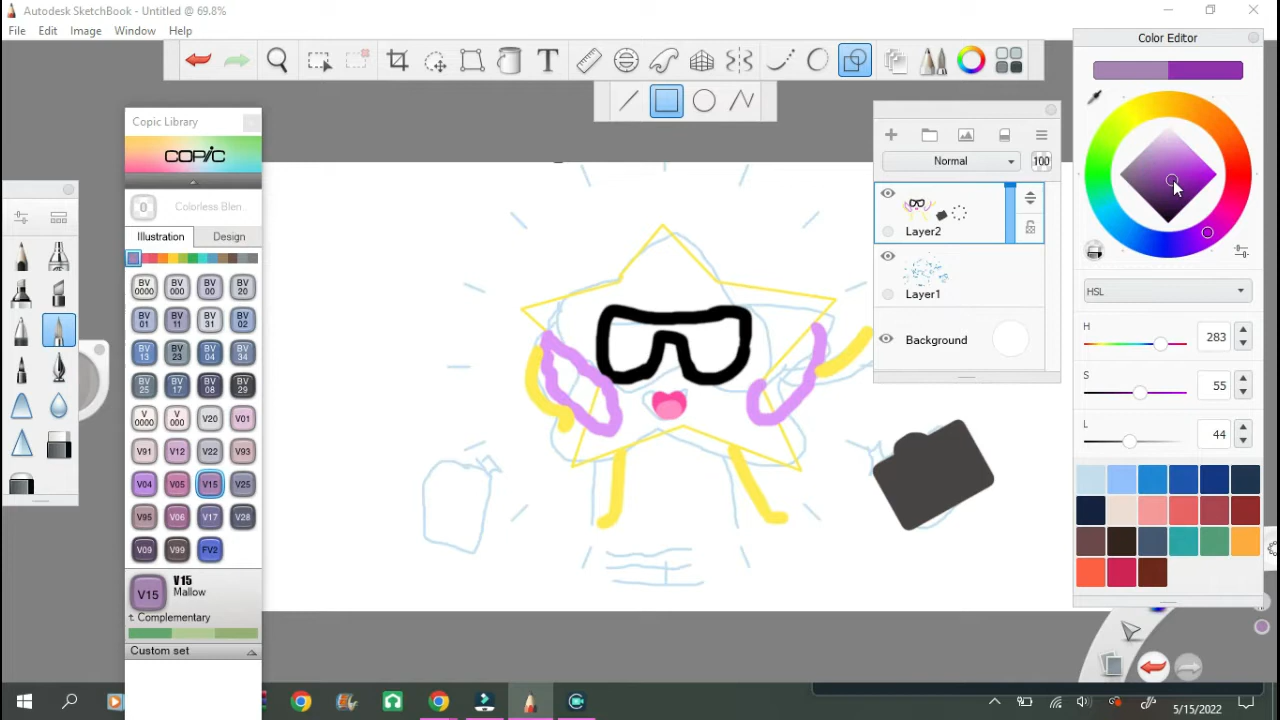 Autodesk SketchBook - Untitled @ 69.8%
File Edit Image Window Help
T
Color Editor
Copic Library
COPIC
0 Colorless Blen..
Illustration Design
BV 0000 BV 000 BV 00 BV 20
BV 01 BV 11 BV 31 BV 02
BV 13 BV 23 BV 04 BV 34
BV 25 BV 17 BV 08 BV 29
V 0000 V 000 V20 V01
V91 V12 V22 V93
V04 V05 V15 V25
V95 V06 V17 V28
V09 V99 FV2
V15 V15
Mallow
Complementary
Custom set
Normal 100
Layer2
Layer1
Background
HSL
H 283
S 55
L 44
5/15/2022